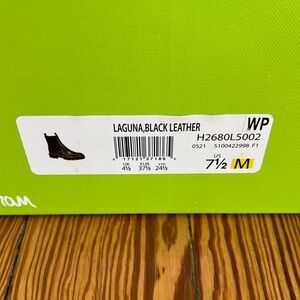 LAGUNA,BLACK LEATHER
WP
H2680L5002
0521 5100422998 F1
UK EUR cm US
4½ 37½ 24½ 7½ M